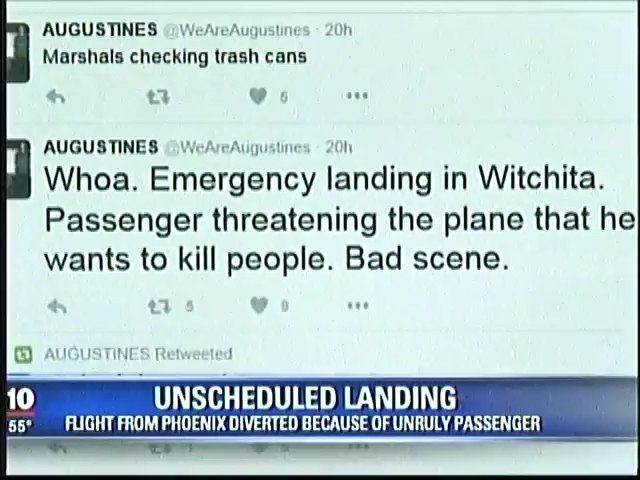 AUGUSTINES @WeAreAugustines · 20h
Marshals checking trash cans
6
AUGUSTINES @WeAreAugustines · 20h
Whoa. Emergency landing in Witchita.
Passenger threatening the plane that he
wants to kill people. Bad scene.
5 9
AUGUSTINES Retweeted
10 UNSCHEDULED LANDING
55° FLIGHT FROM PHOENIX DIVERTED BECAUSE OF UNRULY PASSENGER